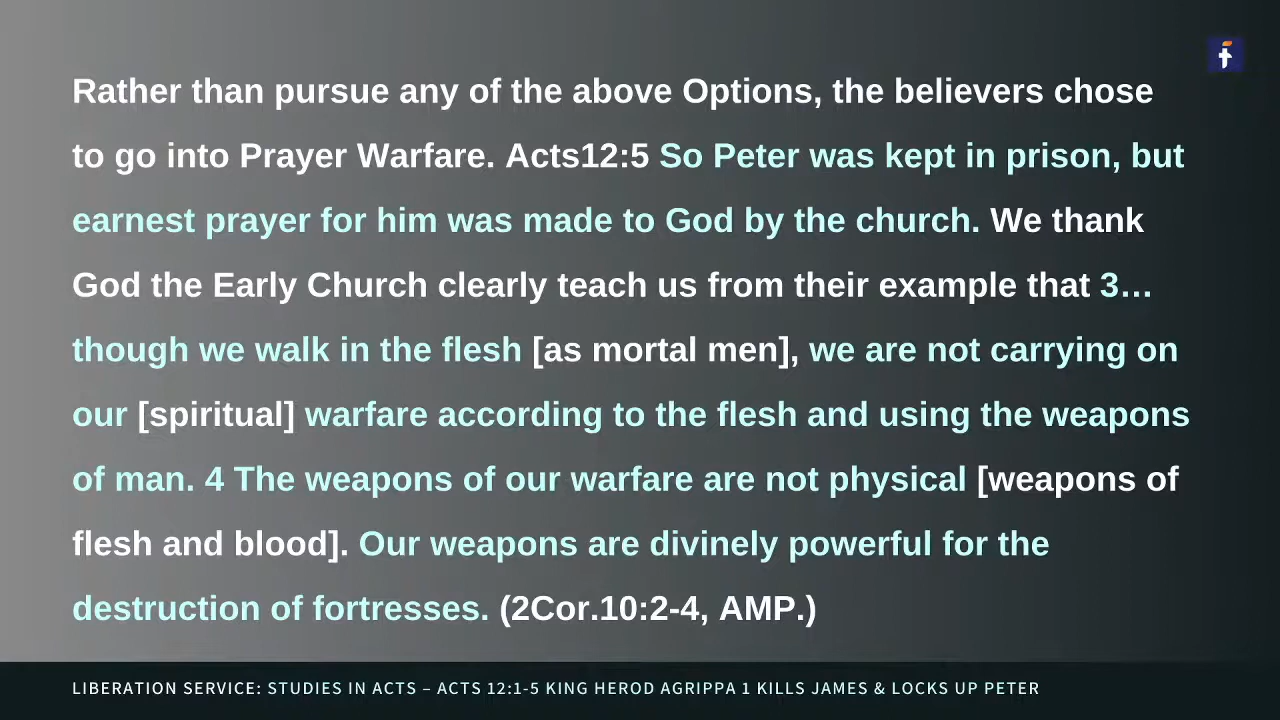 Rather than pursue any of the above Options, the believers chose
to go into Prayer Warfare. Acts12:5 So Peter was kept in prison, but
earnest prayer for him was made to God by the church. We thank
God the Early Church clearly teach us from their example that 3…
though we walk in the flesh [as mortal men], we are not carrying on
our [spiritual] warfare according to the flesh and using the weapons
of man. 4 The weapons of our warfare are not physical [weapons of
flesh and blood]. Our weapons are divinely powerful for the
destruction of fortresses. (2Cor.10:2-4, AMP.)
LIBERATION SERVICE: STUDIES IN ACTS – ACTS 12:1-5 KING HEROD AGRIPPA 1 KILLS JAMES & LOCKS UP PETER